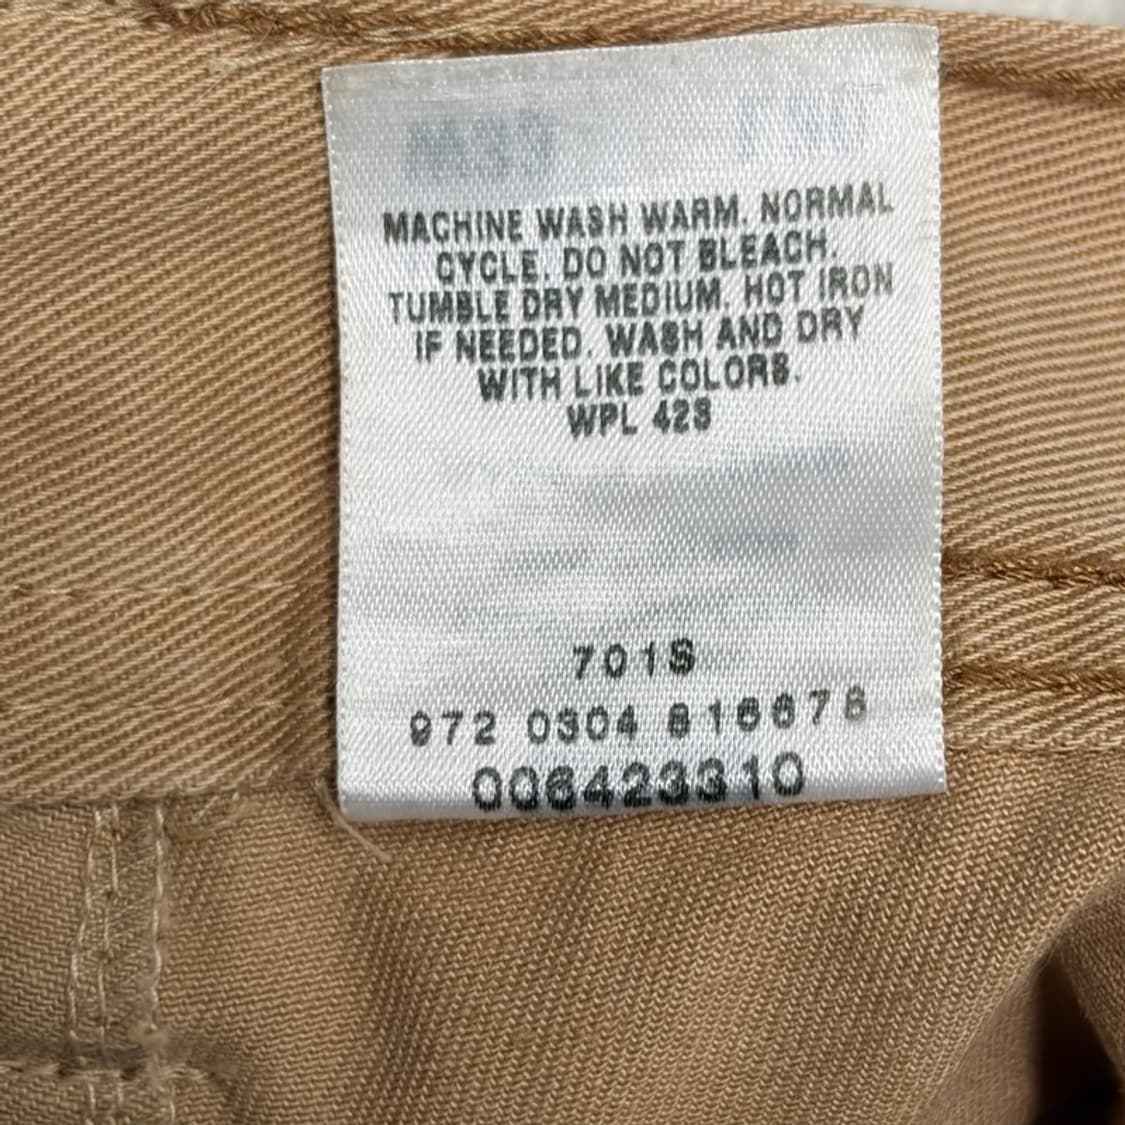 MACHINE WASH WARM. NORMAL
CYCLE. DO NOT BLEACH.
TUMBLE DRY MEDIUM. HOT IRON
IF NEEDED. WASH AND DRY
WITH LIKE COLORS.
WPL 423
701S
972 0304 816678
006423310